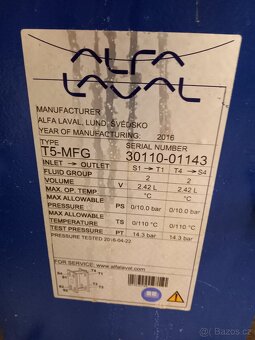 ALFA
LAVAL
MANUFACTURER
ALFA LAVAL, LUND, ŠVÉDSKO
YEAR OF MANUFACTURING 2016
TYPE SERIAL NUMBER
T5-MFG 30110-01143
INLET → OUTLET S1 → T1 T4 → S4
FLUID GROUP 2 2
VOLUME V 2.42 L 2.42 L
MAX. OP. TEMP °C °C
MAX ALLOWABLE PRESSURE PS 0/10.0 bar 0/10.0 bar
MAX ALLOWABLE TEMPERATURE TS 0/110 °C 0/110 °C
TEST PRESSURE PT 14.3 bar 14.3 bar
PRESSURE TESTED 2016-04-22
FOR SERVICE: www.alfalaval.com
bazos.cz